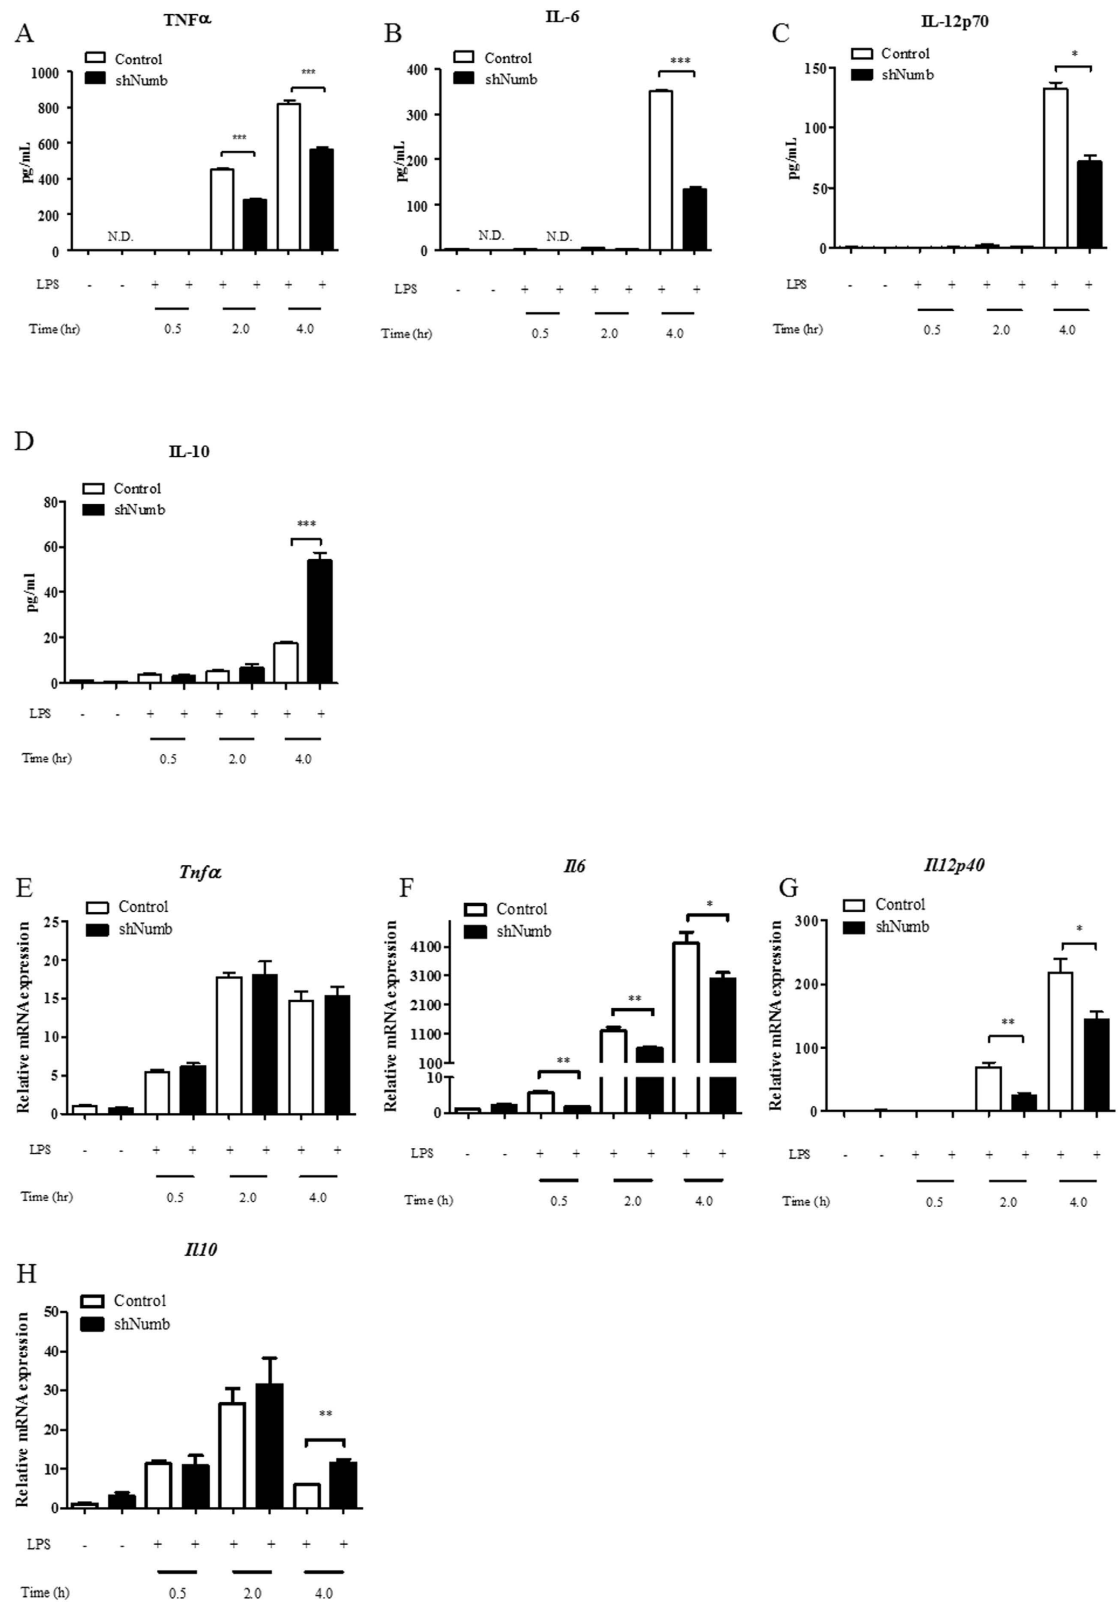 A
TNFα
Control
shNumb
1000
800
600
400
200
0
pg/mL
N.D.
***
***
LPS - - + + + + + +
Time (hr) 0.5 2.0 4.0
B
IL-6
Control
shNumb
400
300
200
100
0
pg/mL
N.D. N.D.
***
LPS - - + + + + + +
Time (hr) 0.5 2.0 4.0
C
IL-12p70
Control
shNumb
150
100
50
0
pg/mL
*
LPS - - + + + + + +
Time (hr) 0.5 2.0 4.0
D
IL-10
Control
shNumb
80
60
40
20
0
pg/ml
***
LPS - - + + + + + +
Time (hr) 0.5 2.0 4.0
E
Tnfα
Control
shNumb
25
20
15
10
5
0
Relative mRNA expression
LPS - - + + + + + +
Time (hr) 0.5 2.0 4.0
F
Il6
Control
shNumb
4100
3100
2100
1100
100
10
0
Relative mRNA expression
**
**
*
LPS - - + + + + + +
Time (h) 0.5 2.0 4.0
G
Il12p40
Control
shNumb
300
200
100
0
Relative mRNA expression
**
*
LPS - - + + + + + +
Time (h) 0.5 2.0 4.0
H
Il10
Control
shNumb
50
40
30
20
10
0
Relative mRNA expression
**
LPS - - + + + + + +
Time (h) 0.5 2.0 4.0